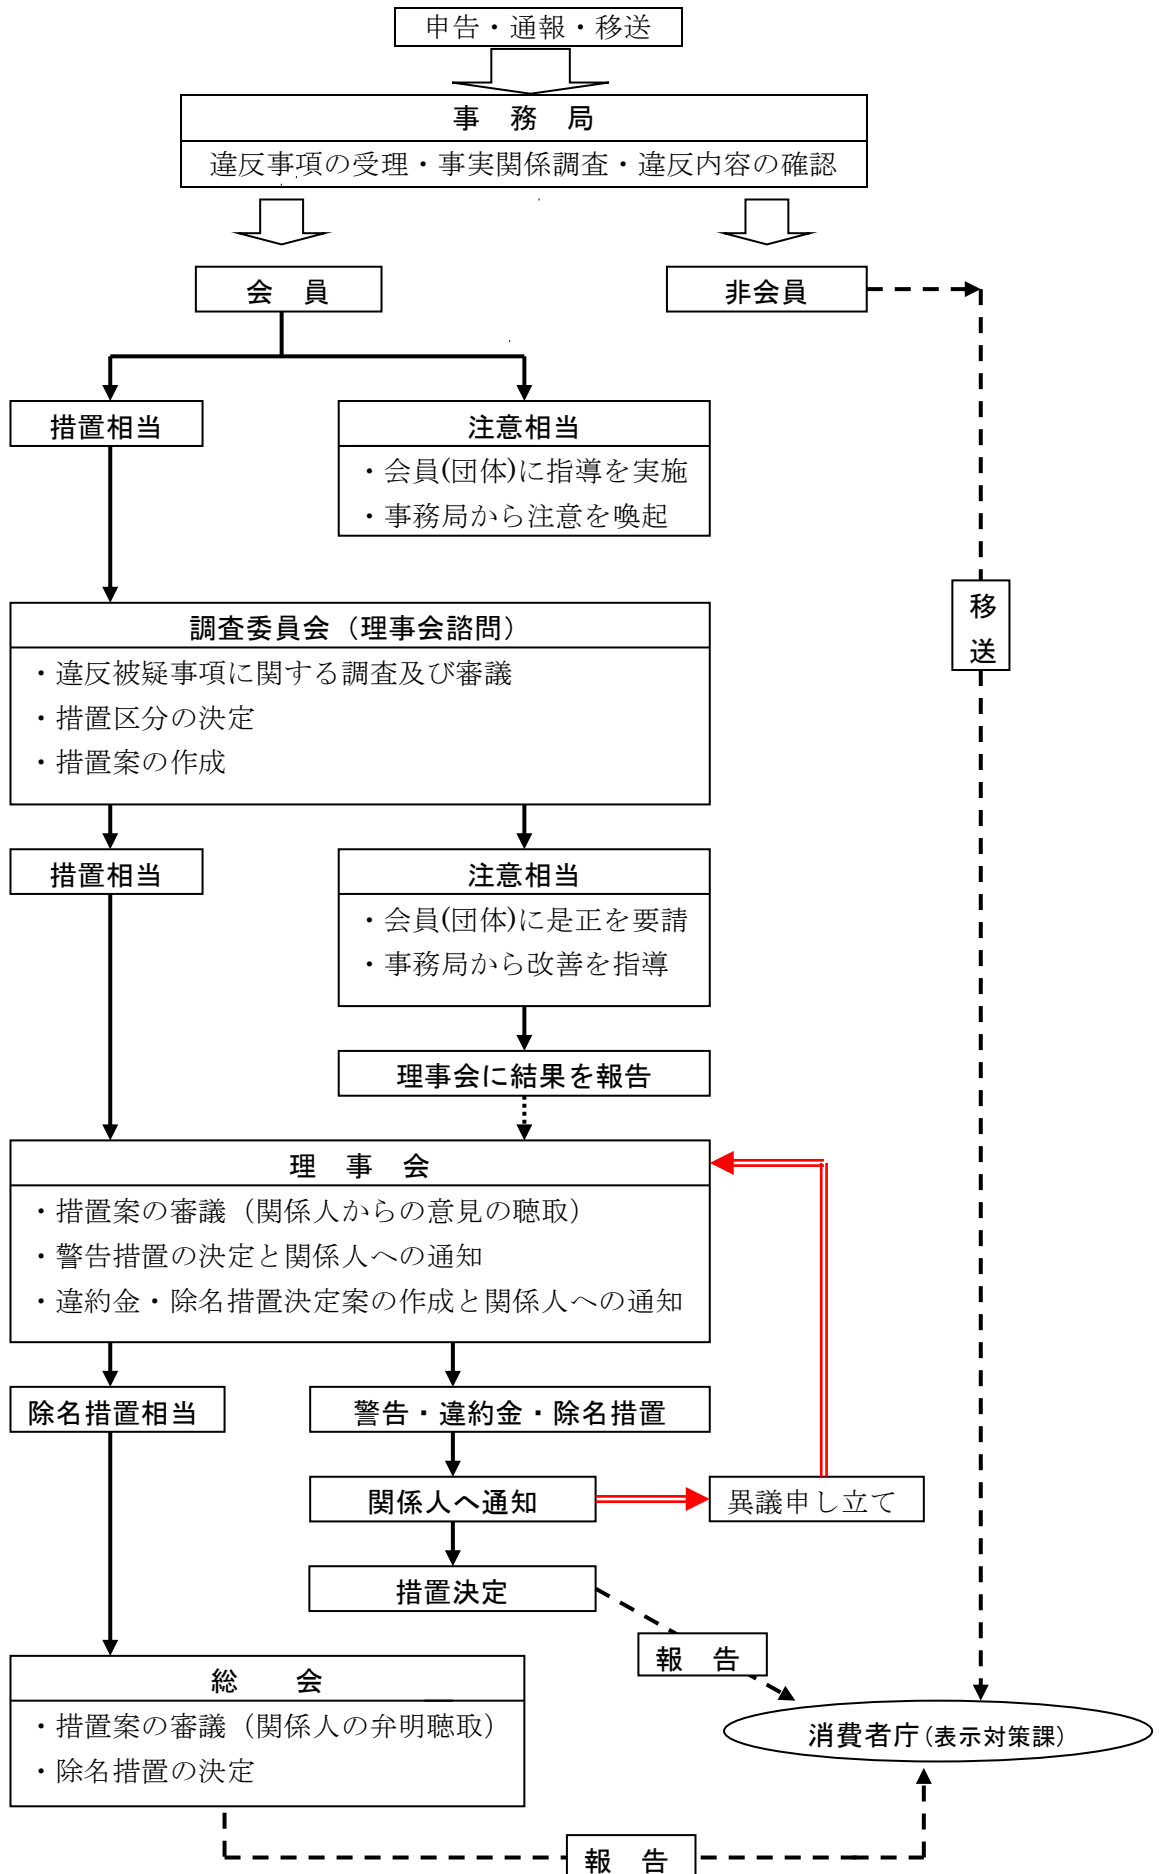 申告・通報・移送
事　務　局
違反事項の受理・事実関係調査・違反内容の確認
会　員
非会員
措置相当
注意相当
・会員(団体)に指導を実施
・事務局から注意を喚起
移
送
調査委員会（理事会諮問）
・違反被疑事項に関する調査及び審議
・措置区分の決定
・措置案の作成
措置相当
注意相当
・会員(団体)に是正を要請
・事務局から改善を指導
理事会に結果を報告
理　事　会
・措置案の審議（関係人からの意見の聴取）
・警告措置の決定と関係人への通知
・違約金・除名措置決定案の作成と関係人への通知
除名措置相当
警告・違約金・除名措置
関係人へ通知
異議申し立て
措置決定
報　告
総　　会
・措置案の審議（関係人の弁明聴取）
・除名措置の決定
消費者庁（表示対策課）
報　告